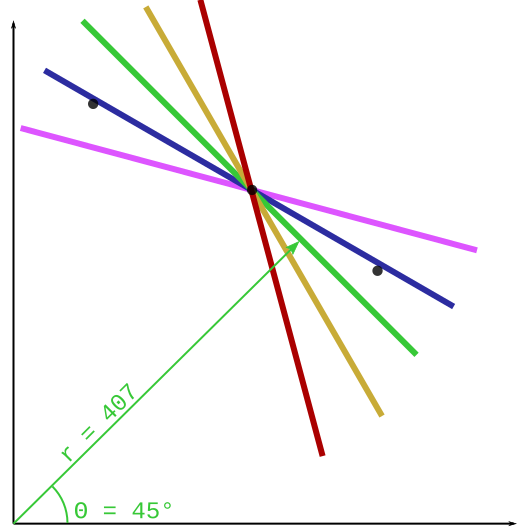 r = 407
θ = 45°